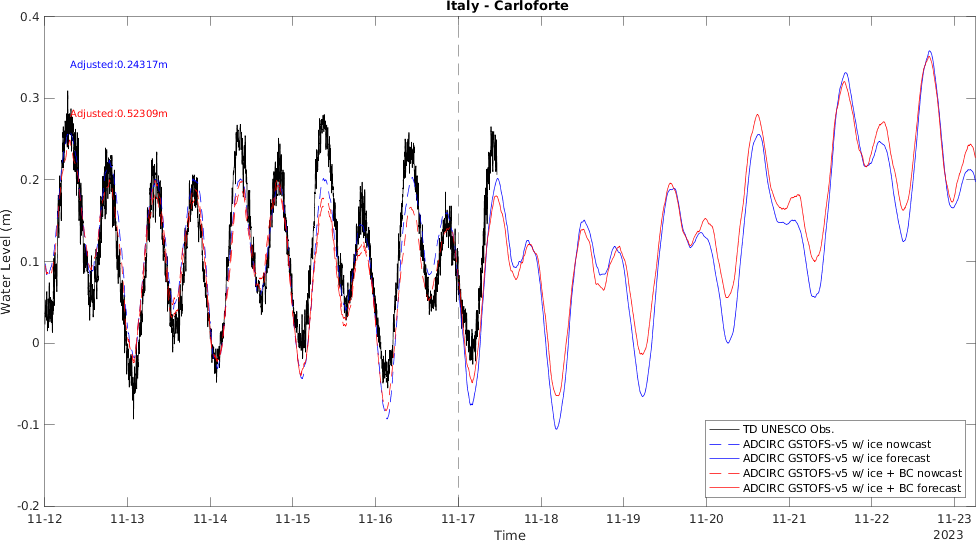 Italy - Carloforte
Adjusted:0.24317m
Adjusted:0.52309m
Water Level (m)
0.4
0.3
0.2
0.1
0
-0.1
-0.2
TD UNESCO Obs.
ADCIRC GSTOFS-v5 w/ ice nowcast
ADCIRC GSTOFS-v5 w/ ice forecast
ADCIRC GSTOFS-v5 w/ ice + BC nowcast
ADCIRC GSTOFS-v5 w/ ice + BC forecast
11-12 11-13 11-14 11-15 11-16 11-17 11-18 11-19 11-20 11-21 11-22 11-23
Time
2023